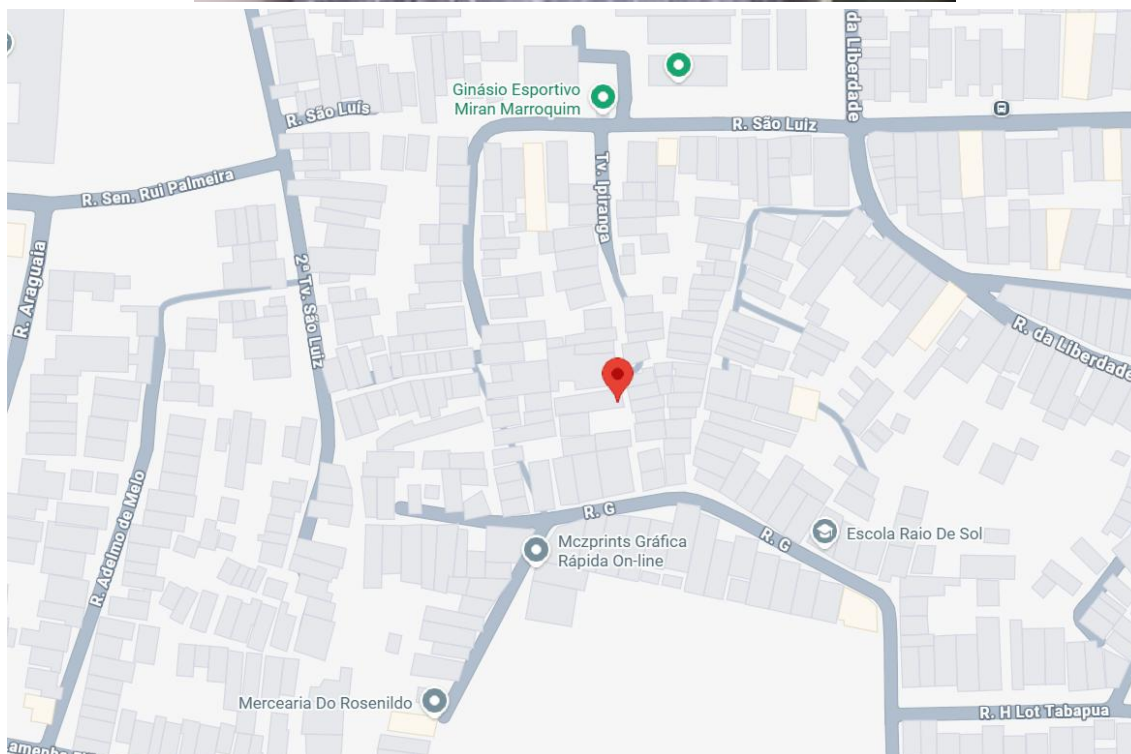 da Liberdade
Ginásio Esportivo
Miran Marroquim
R. São Luís
R. São Luiz
R. Sen. Rui Palmeira
Tv. Ipiranga
R. Araguaia
2ª Tv. São Luiz
R. da Liberdade
R. Adelmo de Melo
R. G
R. G
Escola Raio De Sol
Mczprints Gráfica
Rápida On-line
Mercearia Do Rosenildo
R. H Lot Tabapua